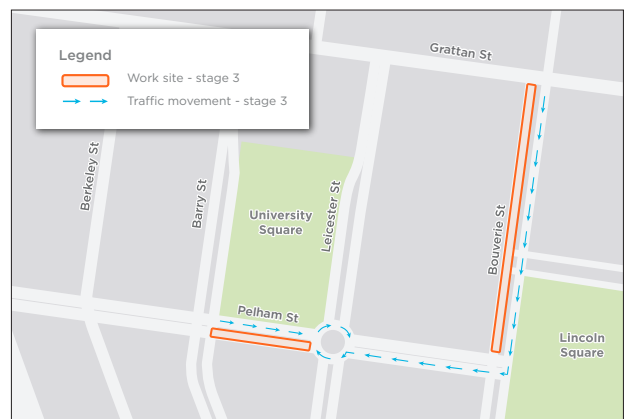 Legend
Work site - stage 3
Traffic movement - stage 3
Grattan St
Berkeley St
Barry St
University
Square
Leicester St
Bouverie St
Pelham St
Lincoln
Square